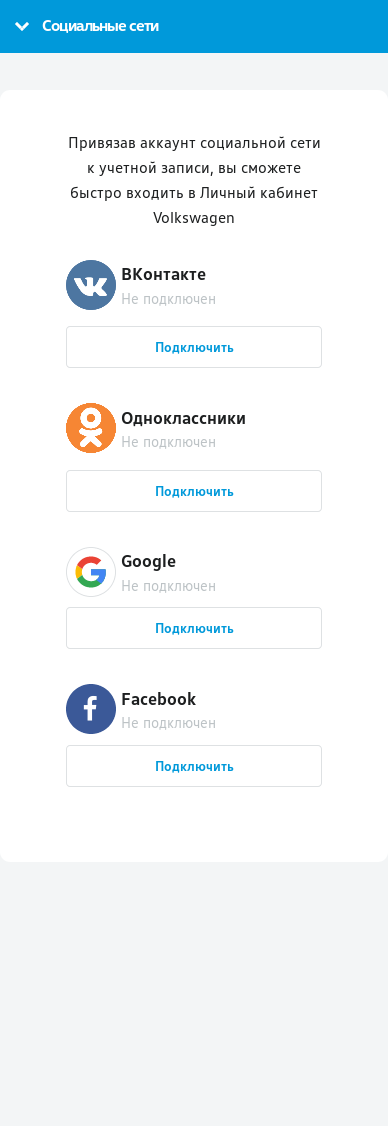 Социальные сети
Привязав аккаунт социальной сети
к учетной записи, вы сможете
быстро входить в Личный кабинет
Volkswagen
ВКонтакте
Не подключен
Подключить
Одноклассники
Не подключен
Подключить
Google
Не подключен
Подключить
Facebook
Не подключен
Подключить